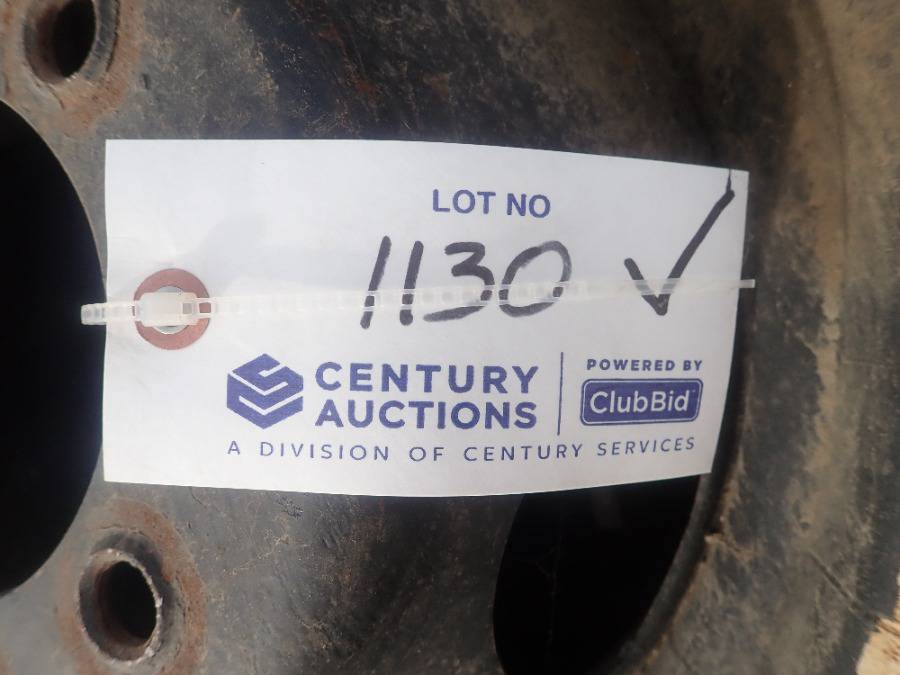 LOT NO
1130 ✓
CENTURY AUCTIONS
POWERED BY
ClubBid
A DIVISION OF CENTURY SERVICES